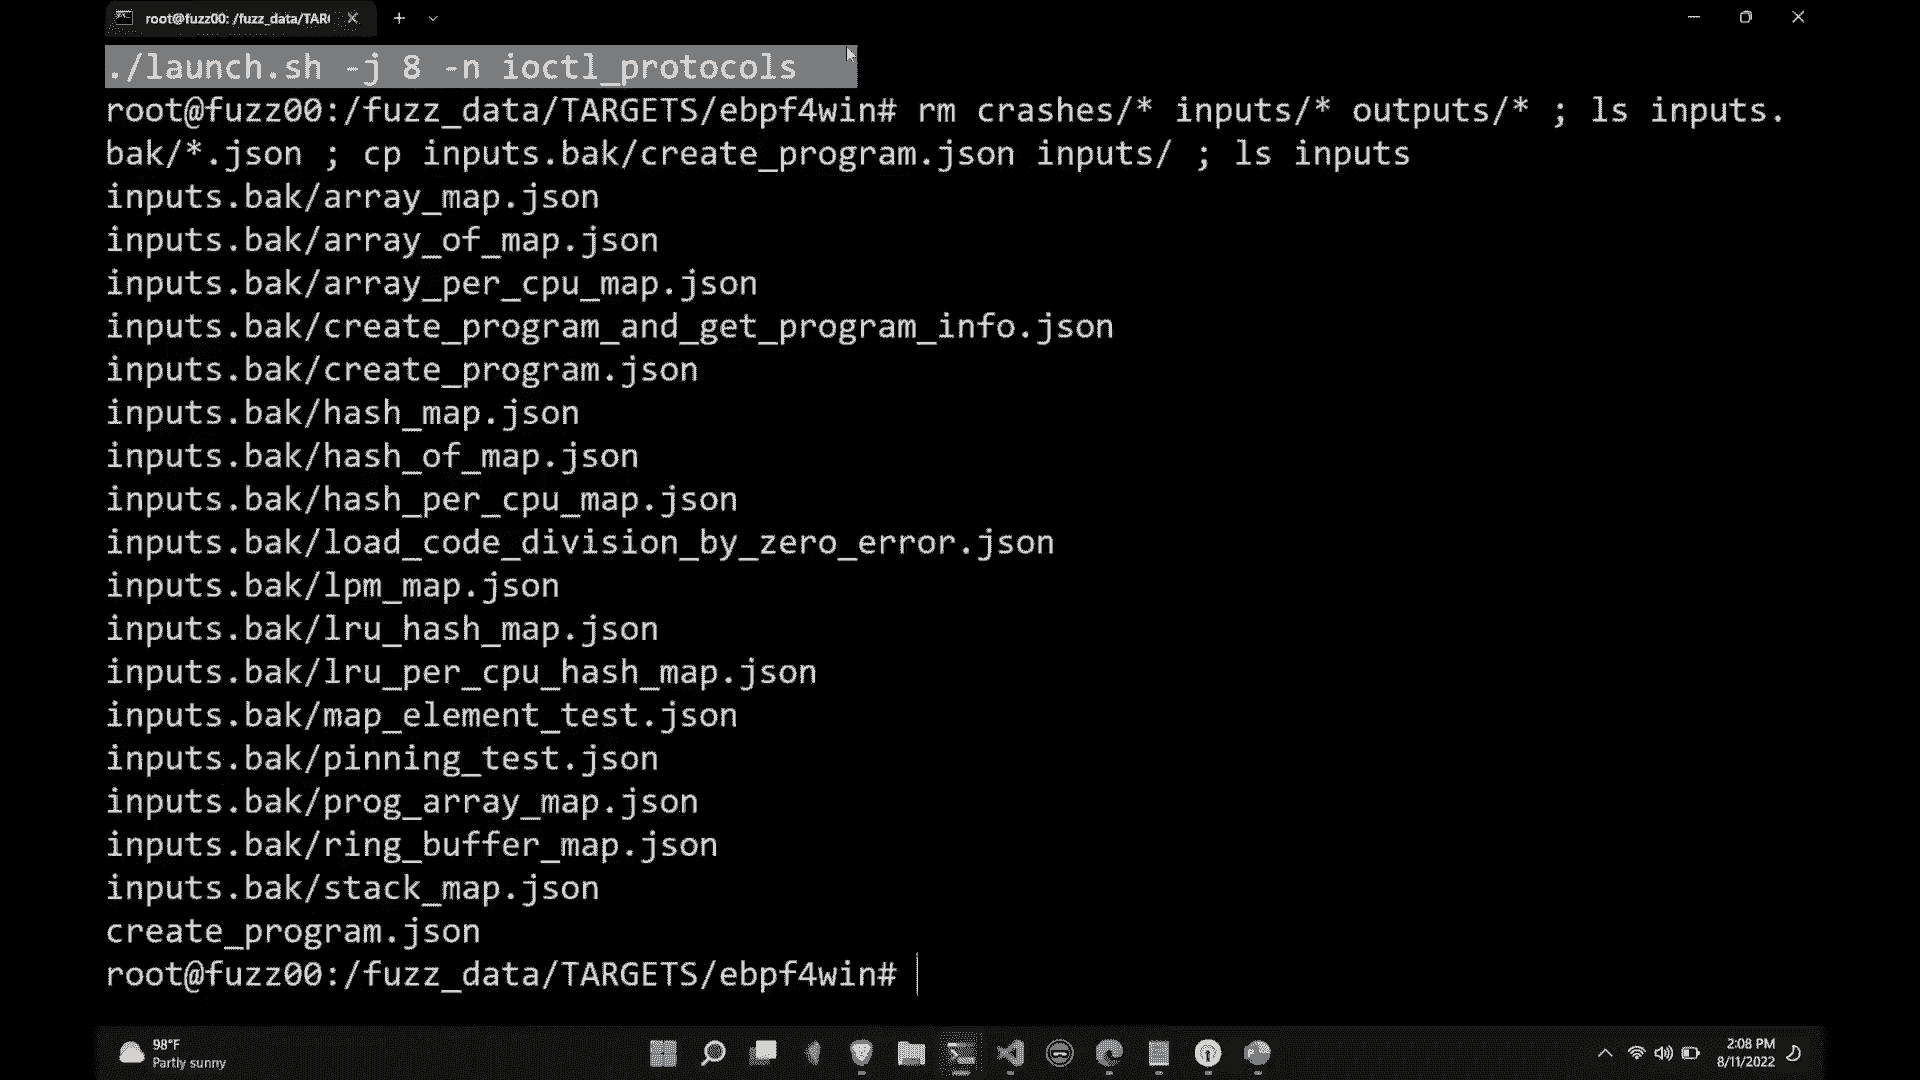 root@fuzz00: /fuzz_data/TAR
./launch.sh -j 8 -n ioctl_protocols
root@fuzz00:/fuzz_data/TARGETS/ebpf4win# rm crashes/* inputs/* outputs/* ; ls inputs.
bak/*.json ; cp inputs.bak/create_program.json inputs/ ; ls inputs
inputs.bak/array_map.json
inputs.bak/array_of_map.json
inputs.bak/array_per_cpu_map.json
inputs.bak/create_program_and_get_program_info.json
inputs.bak/create_program.json
inputs.bak/hash_map.json
inputs.bak/hash_of_map.json
inputs.bak/hash_per_cpu_map.json
inputs.bak/load_code_division_by_zero_error.json
inputs.bak/lpm_map.json
inputs.bak/lru_hash_map.json
inputs.bak/lru_per_cpu_hash_map.json
inputs.bak/map_element_test.json
inputs.bak/pinning_test.json
inputs.bak/prog_array_map.json
inputs.bak/ring_buffer_map.json
inputs.bak/stack_map.json
create_program.json
root@fuzz00:/fuzz_data/TARGETS/ebpf4win#
98°F
Partly sunny
2:08 PM
8/11/2022